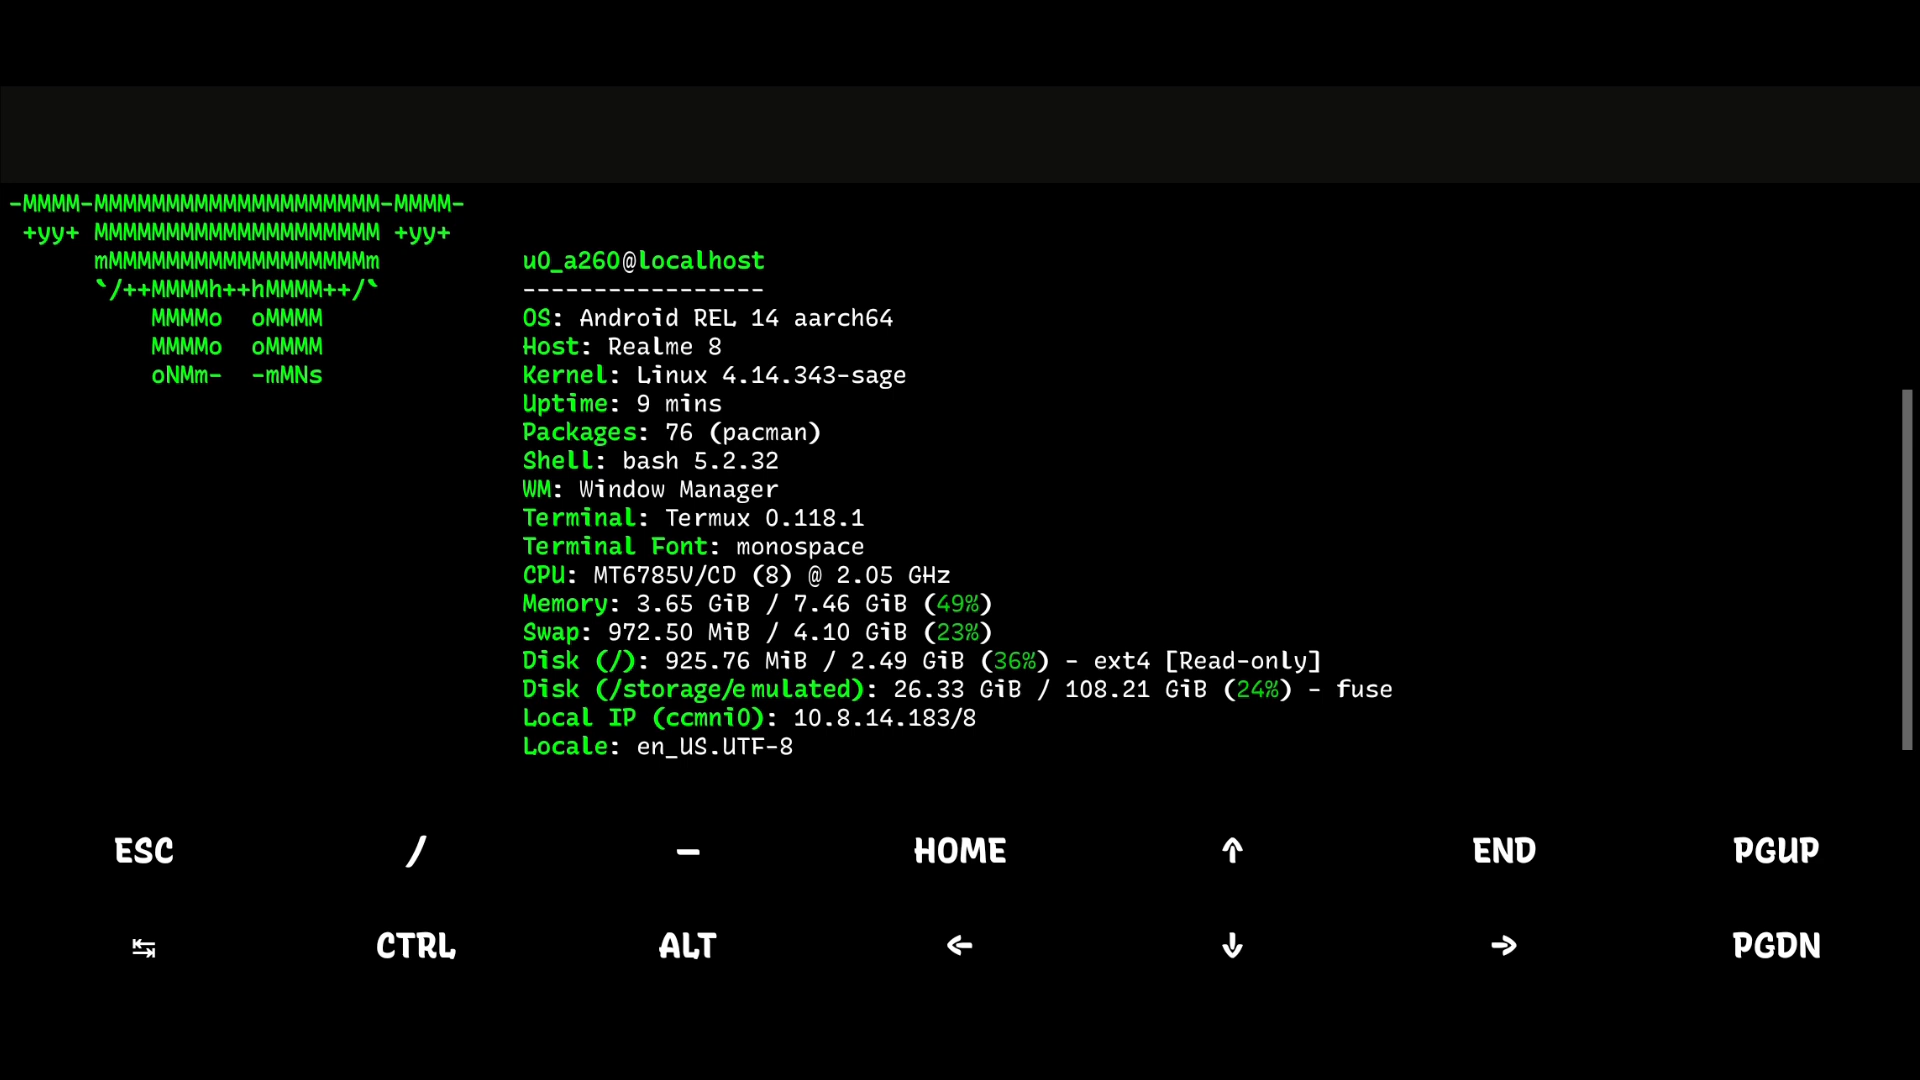 -MMMM-MMMMMMMMMMMMMMMMMMMM-MMMM-
+yy+ MMMMMMMMMMMMMMMMMMMM +yy+
mMMMMMMMMMMMMMMMMMMm
`/++MMMMh++hMMMM++/`
MMMMo  oMMMM
MMMMo  oMMMM
oNMm-  -mMNs
u0_a260@localhost
-----------------
OS: Android REL 14 aarch64
Host: Realme 8
Kernel: Linux 4.14.343-sage
Uptime: 9 mins
Packages: 76 (pacman)
Shell: bash 5.2.32
WM: Window Manager
Terminal: Termux 0.118.1
Terminal Font: monospace
CPU: MT6785V/CD (8) @ 2.05 GHz
Memory: 3.65 GiB / 7.46 GiB (49%)
Swap: 972.50 MiB / 4.10 GiB (23%)
Disk (/): 925.76 MiB / 2.49 GiB (36%) - ext4 [Read-only]
Disk (/storage/emulated): 26.33 GiB / 108.21 GiB (24%) - fuse
Local IP (ccmni0): 10.8.14.183/8
Locale: en_US.UTF-8
ESC / — HOME ↑ END PGUP
↹ CTRL ALT ← ↓ → PGDN